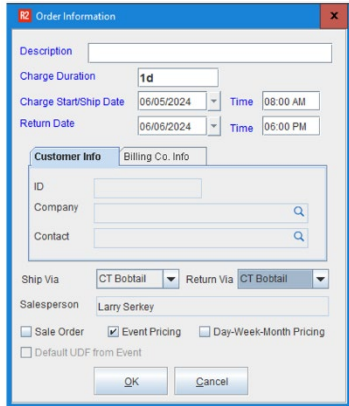 R2 Order Information x
Description
Charge Duration 1d
Charge Start/Ship Date 06/05/2024 Time 08:00 AM
Return Date 06/06/2024 Time 06:00 PM
Customer Info Billing Co. Info
ID
Company
Contact
Ship Via CT Bobtail Return Via CT Bobtail
Salesperson Larry Serkey
Sale Order Event Pricing Day-Week-Month Pricing
Default UDF from Event
OK Cancel